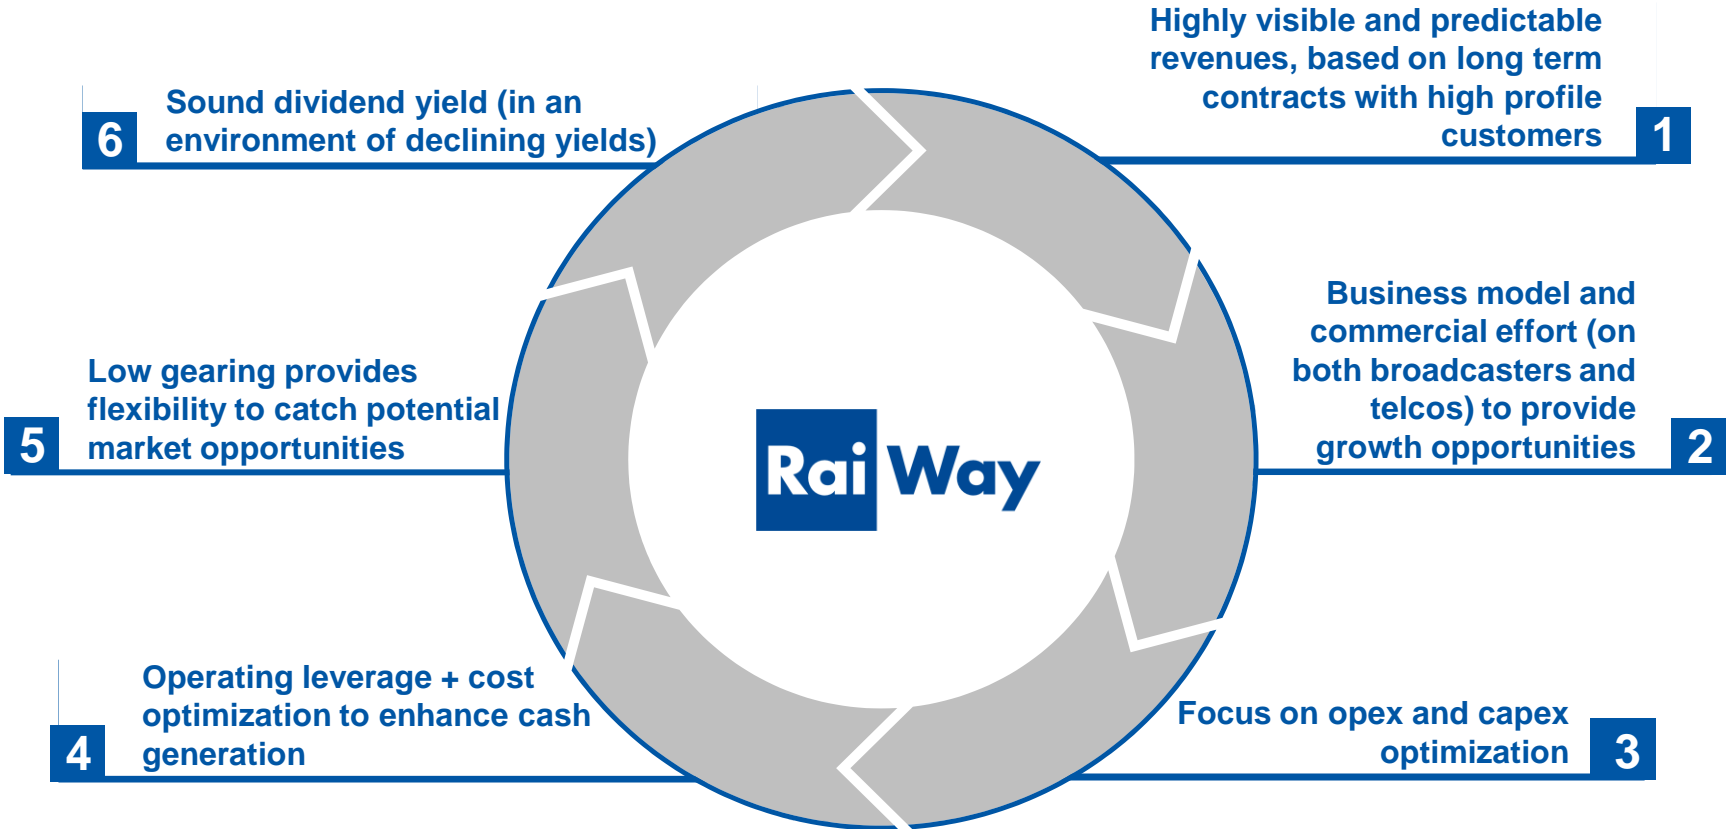 Highly visible and predictable
revenues, based on long term
contracts with high profile
customers
1
Business model and
commercial effort (on
both broadcasters and
telcos) to provide
growth opportunities
2
Focus on opex and capex
optimization
3
Operating leverage + cost
optimization to enhance cash
generation
4
Low gearing provides
flexibility to catch potential
market opportunities
5
Sound dividend yield (in an
environment of declining yields)
6
Rai Way